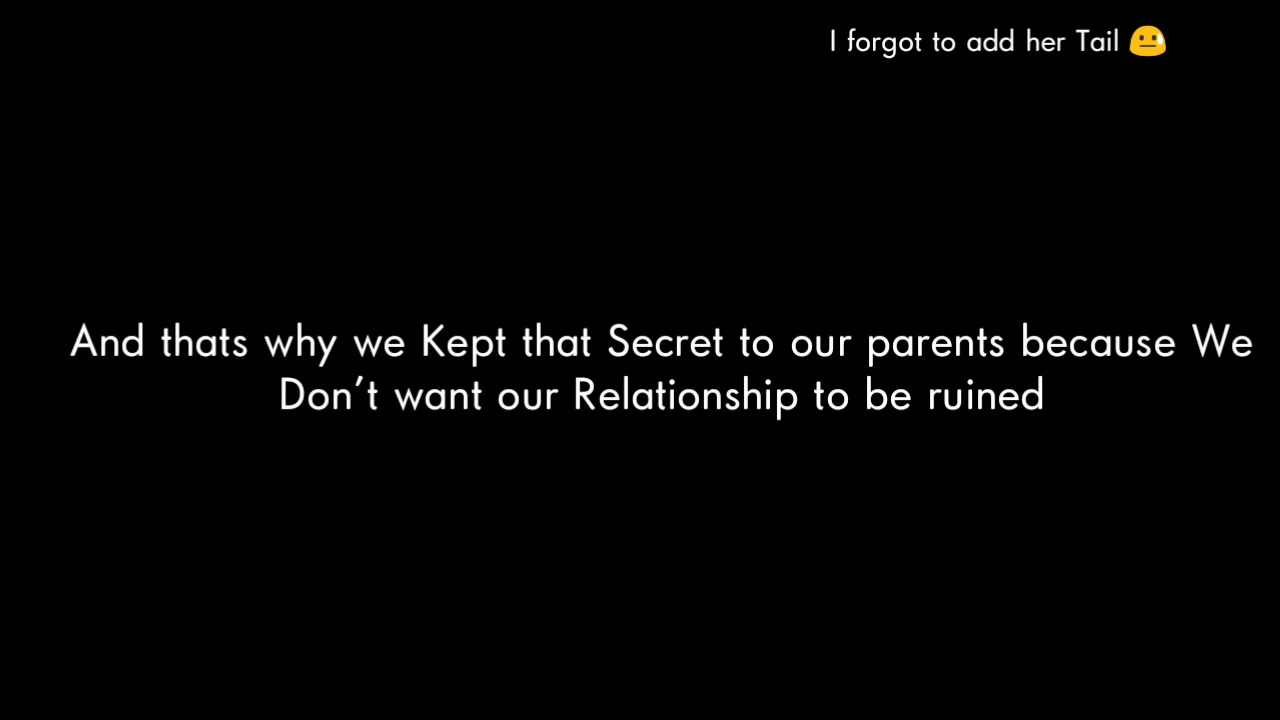 I forgot to add her Tail 😓
And thats why we Kept that Secret to our parents because We
Don’t want our Relationship to be ruined